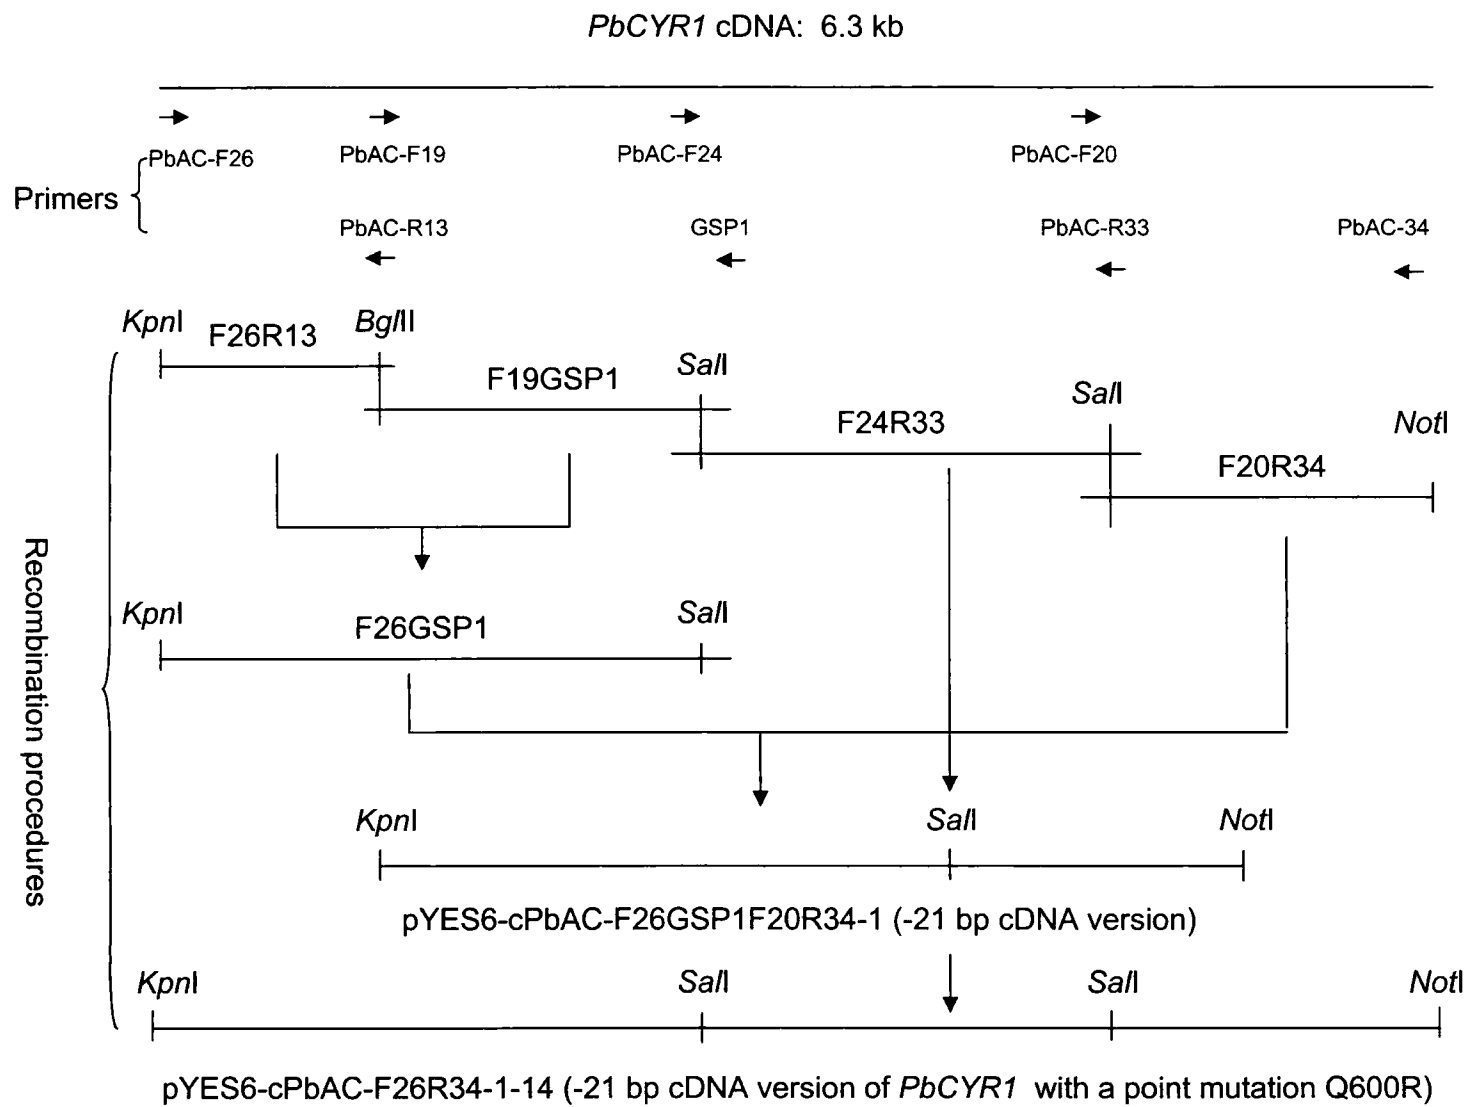 PbCYR1 cDNA: 6.3 kb
PbAC-F26 PbAC-F19 PbAC-F24 PbAC-F20
Primers
PbAC-R13 GSP1 PbAC-R33 PbAC-34
KpnI F26R13 BglII
F19GSP1 SalI
F24R33 SalI NotI
F20R34
Recombination procedures
KpnI F26GSP1 SalI
KpnI SalI NotI
pYES6-cPbAC-F26GSP1F20R34-1 (-21 bp cDNA version)
KpnI SalI SalI NotI
pYES6-cPbAC-F26R34-1-14 (-21 bp cDNA version of PbCYR1 with a point mutation Q600R)